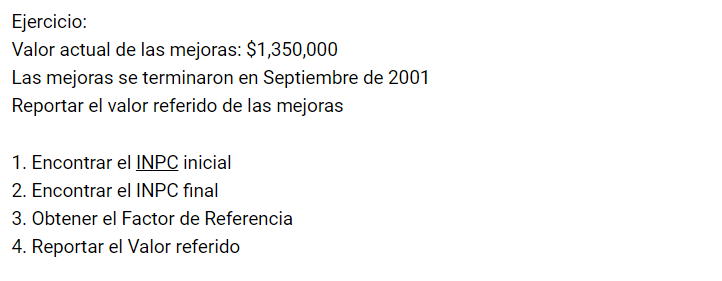 Ejercicio:
Valor actual de las mejoras: $1,350,000
Las mejoras se terminaron en Septiembre de 2001
Reportar el valor referido de las mejoras
1. Encontrar el INPC inicial
2. Encontrar el INPC final
3. Obtener el Factor de Referencia
4. Reportar el Valor referido